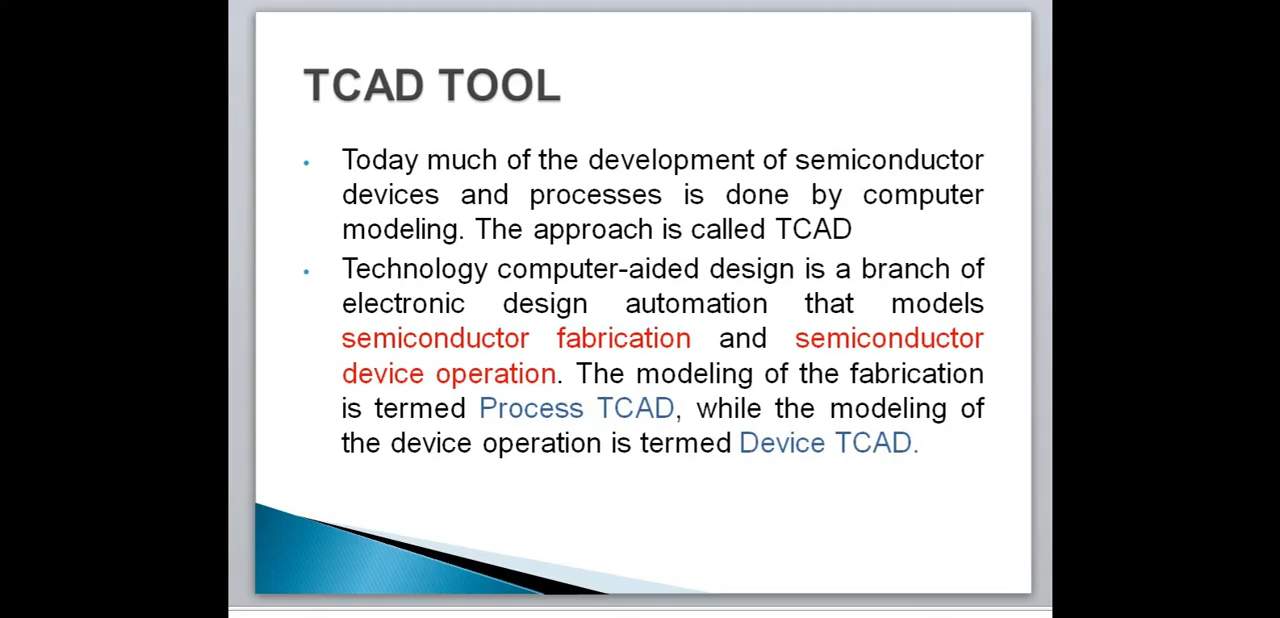 TCAD TOOL
• Today much of the development of semiconductor
devices and processes is done by computer
modeling. The approach is called TCAD
• Technology computer-aided design is a branch of
electronic design automation that models
semiconductor fabrication and semiconductor
device operation. The modeling of the fabrication
is termed Process TCAD, while the modeling of
the device operation is termed Device TCAD.